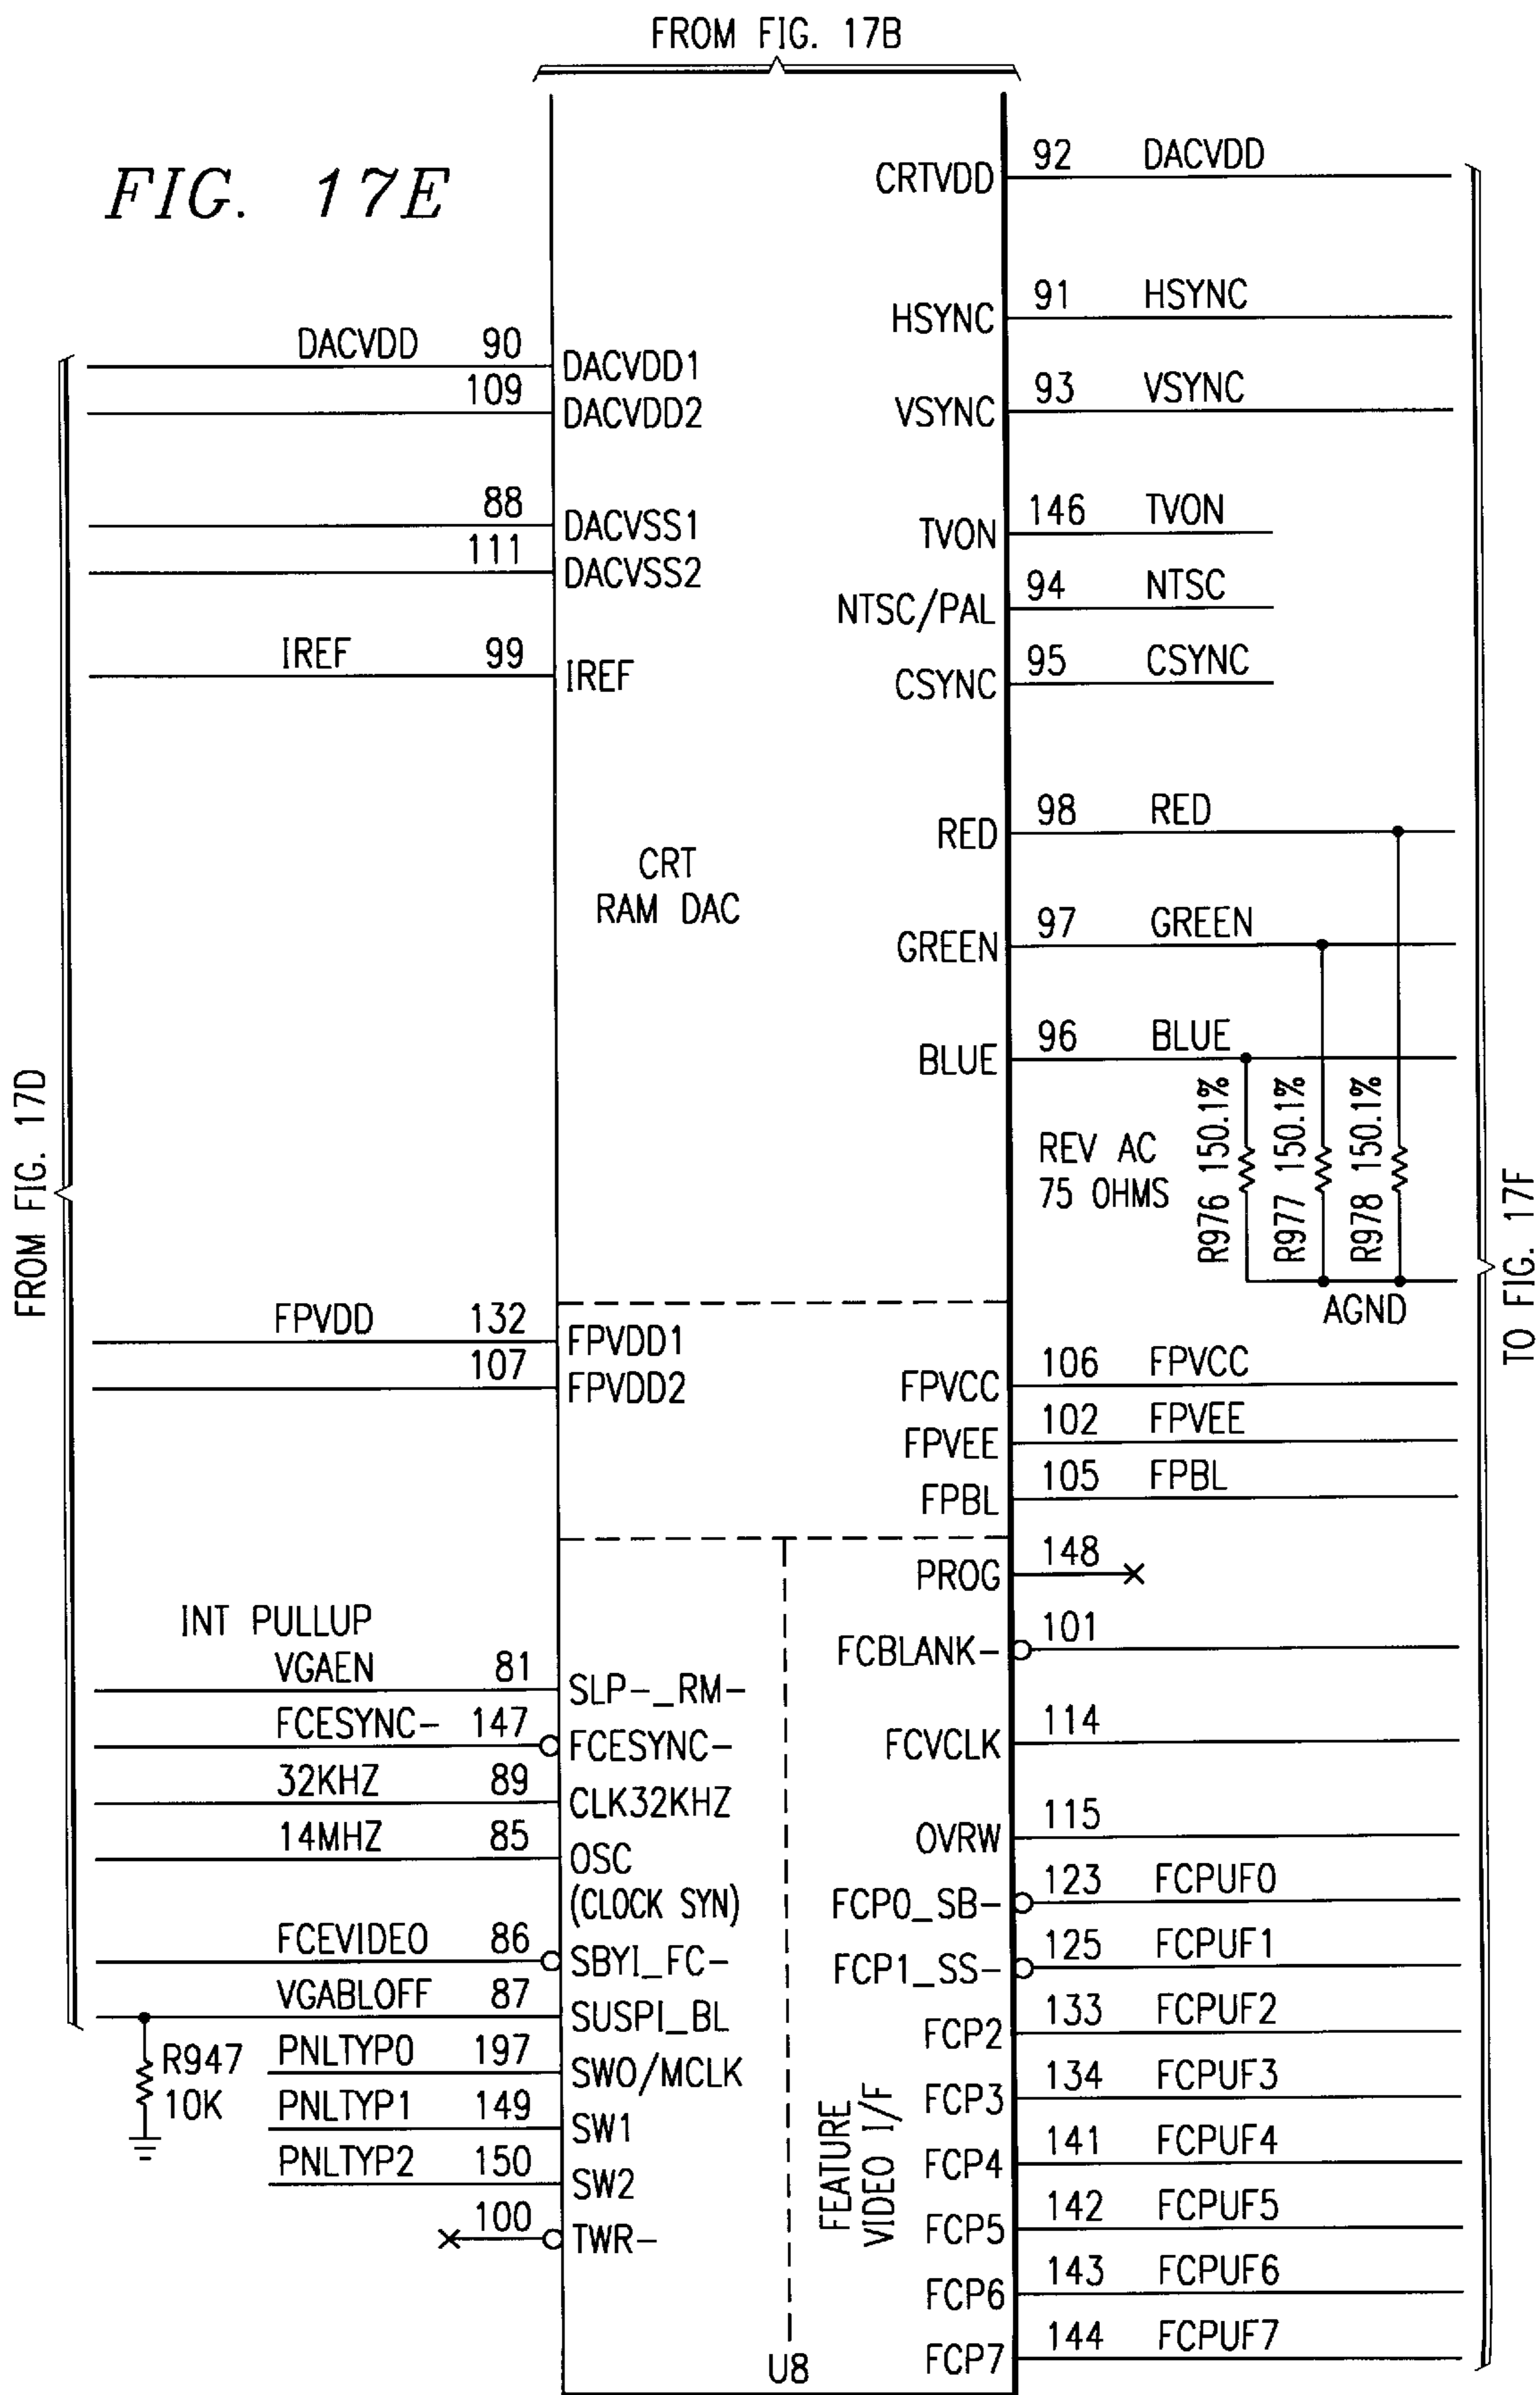 FROM FIG. 17B
FIG. 17E
CRTVDD 92 DACVDD
HSYNC 91 HSYNC
DACVDD 90 DACVDD1
109 DACVDD2
VSYNC 93 VSYNC
88 DACVSS1
111 DACVSS2
TVON 146 TVON
NTSC/PAL 94 NTSC
IREF 99 IREF
CSYNC 95 CSYNC
RED 98 RED
CRT
RAM DAC
GREEN 97 GREEN
BLUE 96 BLUE
REV AC
75 OHMS
R976 150.1%
R977 150.1%
R978 150.1%
AGND
FROM FIG. 17D
TO FIG. 17F
FPVDD 132 FPVDD1
107 FPVDD2
FPVCC 106 FPVCC
FPVEE 102 FPVEE
FPBL 105 FPBL
PROG 148
INT PULLUP
VGAEN 81 SLP-_RM-
FCBLANK- 101
FCESYNC- 147 FCESYNC-
FCVCLK 114
32KHZ 89 CLK32KHZ
14MHZ 85 OSC
(CLOCK SYN)
OVRW 115
FCP0_SB- 123 FCPUF0
FCEVIDEO 86 SBYI_FC-
FCP1_SS- 125 FCPUF1
VGABLOFF 87 SUSPI_BL
FCP2 133 FCPUF2
R947
10K
PNLTYP0 197 SW0/MCLK
FCP3 134 FCPUF3
PNLTYP1 149 SW1
FCP4 141 FCPUF4
PNLTYP2 150 SW2
FCP5 142 FCPUF5
100 TWR-
FEATURE
VIDEO I/F
FCP6 143 FCPUF6
FCP7 144 FCPUF7
U8